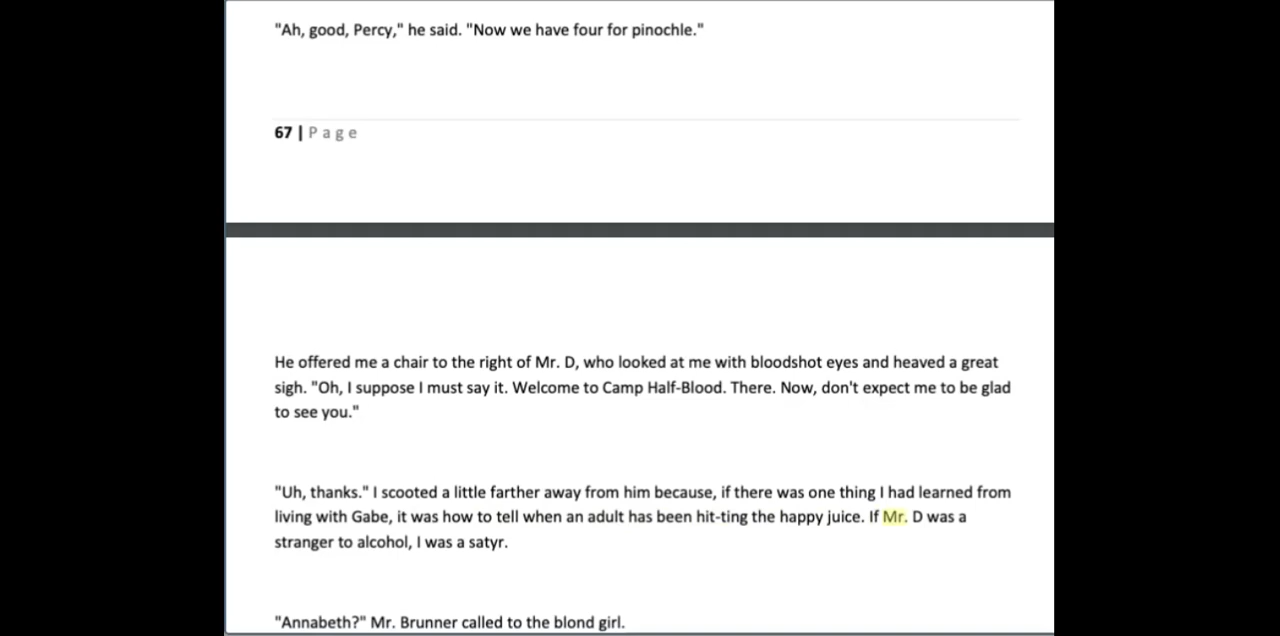 "Ah, good, Percy," he said. "Now we have four for pinochle."
67 | P a g e
He offered me a chair to the right of Mr. D, who looked at me with bloodshot eyes and heaved a great
sigh. "Oh, I suppose I must say it. Welcome to Camp Half-Blood. There. Now, don't expect me to be glad
to see you."
"Uh, thanks." I scooted a little farther away from him because, if there was one thing I had learned from
living with Gabe, it was how to tell when an adult has been hit-ting the happy juice. If Mr. D was a
stranger to alcohol, I was a satyr.
"Annabeth?" Mr. Brunner called to the blond girl.